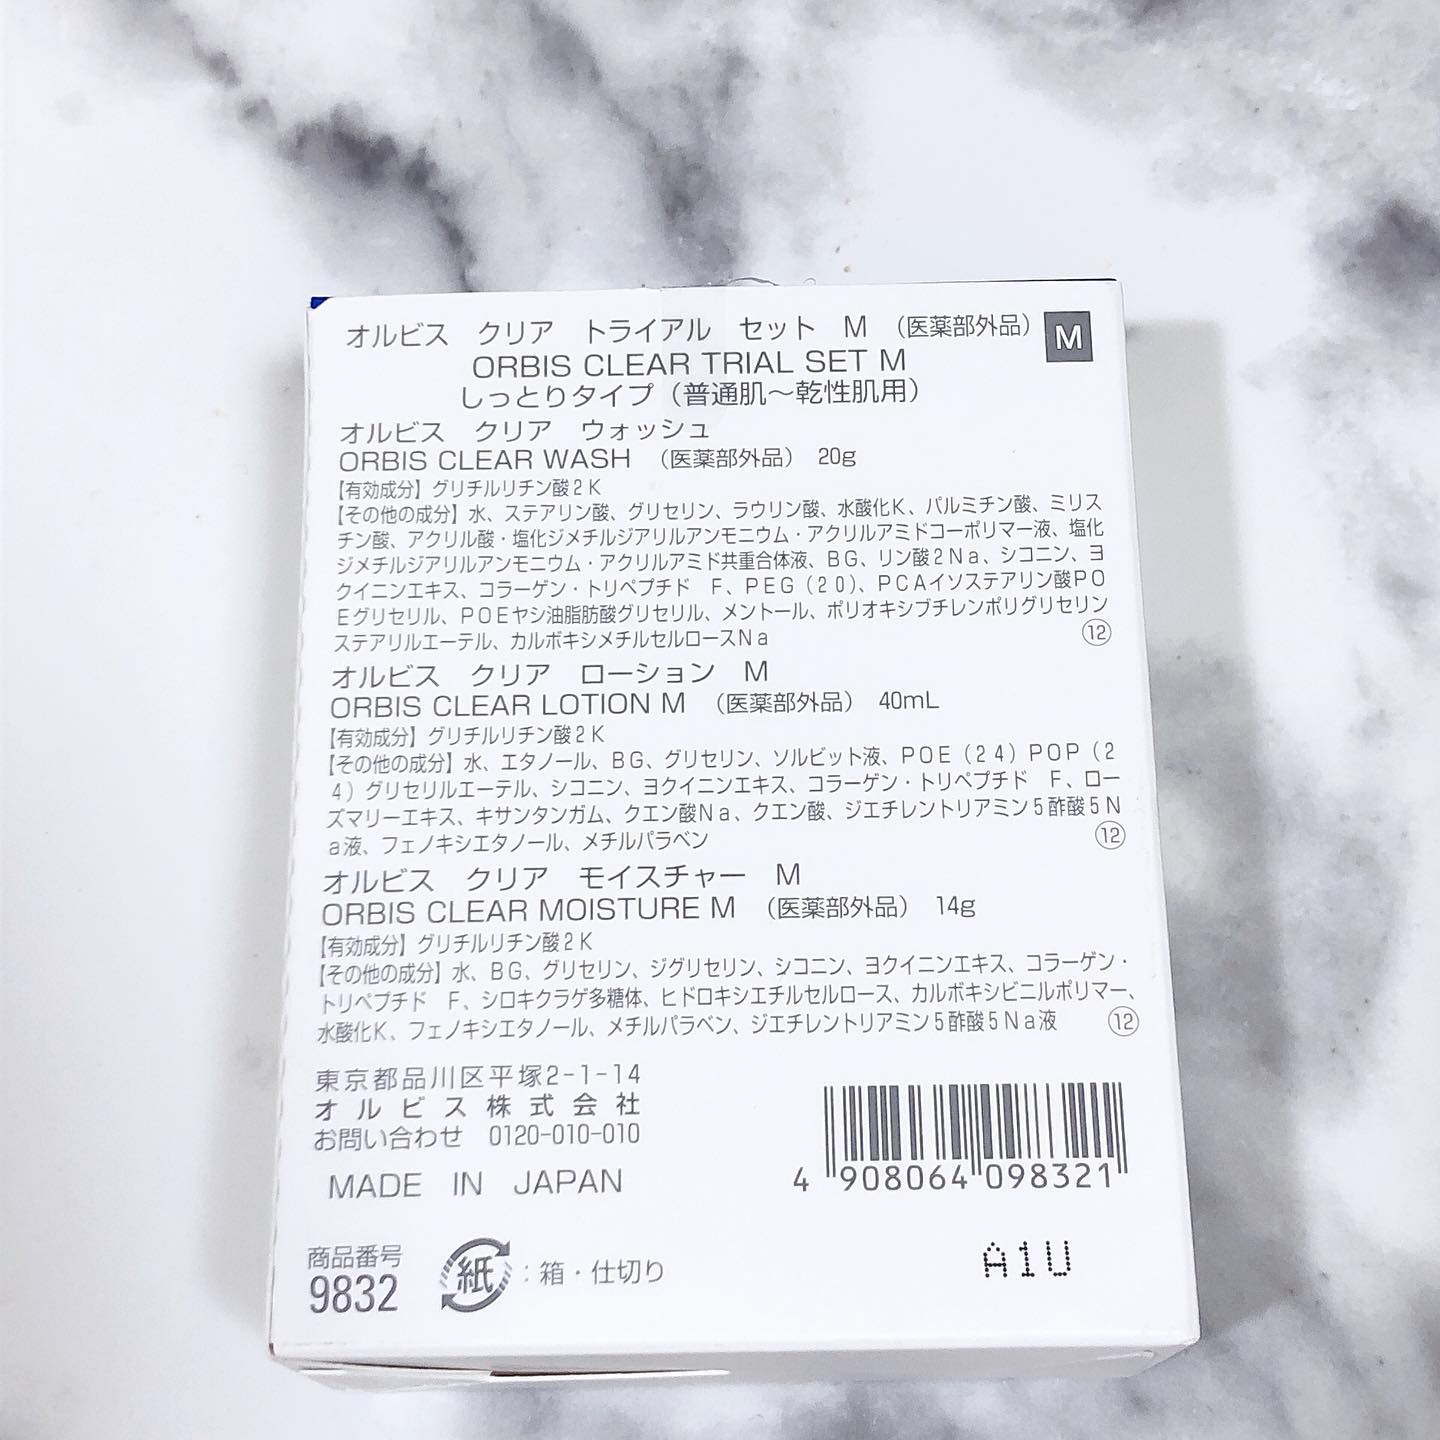 オルビス クリア トライアル セット M （医薬部外品） M
ORBIS CLEAR TRIAL SET M
しっとりタイプ（普通肌〜乾性肌用）
オルビス クリア ウォッシュ
ORBIS CLEAR WASH （医薬部外品） 20g
【有効成分】グリチルリチン酸2K
【その他の成分】水、ステアリン酸、グリセリン、ラウリン酸、水酸化K、パルミチン酸、ミリス
チン酸、アクリル酸・塩化ジメチルジアリルアンモニウム・アクリルアミドコーポリマー液、塩化
ジメチルジアリルアンモニウム・アクリルアミド共重合体液、BG、リン酸2Na、シコニン、ヨ
クイニンエキス、コラーゲン・トリペプチド F、PEG（20）、PCAイソステアリン酸PO
Eグリセリル、POEヤシ油脂肪酸グリセリル、メントール、ポリオキシブチレンポリグリセリン
ステアリルエーテル、カルボキシメチルセルロースNa ⑫
オルビス クリア ローション M
ORBIS CLEAR LOTION M （医薬部外品） 40mL
【有効成分】グリチルリチン酸2K
【その他の成分】水、エタノール、BG、グリセリン、ソルビット液、POE（24）POP（2
4）グリセリルエーテル、シコニン、ヨクイニンエキス、コラーゲン・トリペプチド F、ロー
ズマリーエキス、キサンタンガム、クエン酸Na、クエン酸、ジエチレントリアミン5酢酸5N
a液、フェノキシエタノール、メチルパラベン ⑫
オルビス クリア モイスチャー M
ORBIS CLEAR MOISTURE M （医薬部外品） 14g
【有効成分】グリチルリチン酸2K
【その他の成分】水、BG、グリセリン、ジグリセリン、シコニン、ヨクイニンエキス、コラーゲン・
トリペプチド F、シロキクラゲ多糖体、ヒドロキシエチルセルロース、カルボキシビニルポリマー、
水酸化K、フェノキシエタノール、メチルパラベン、ジエチレントリアミン5酢酸5Na液 ⑫
東京都品川区平塚2-1-14
オルビス株式会社
お問い合わせ 0120-010-010
MADE IN JAPAN
4 908064 098321
商品番号
9832
紙：箱・仕切り
A1U